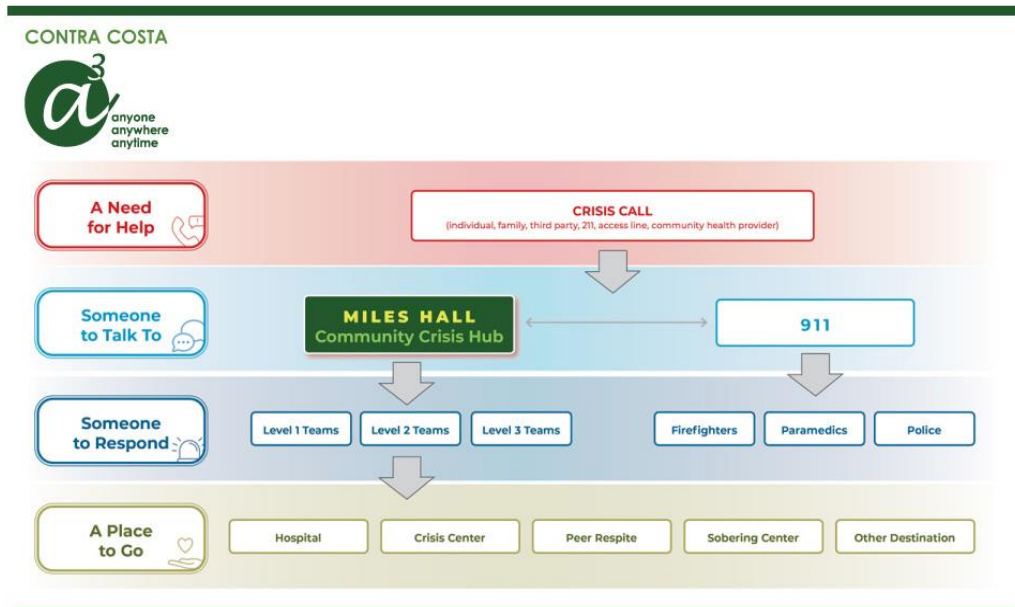 CONTRA COSTA
a3
anyone
anywhere
anytime
A Need
for Help
CRISIS CALL
(individual, family, third party, 211, access line, community health provider)
Someone
to Talk To
MILES HALL
Community Crisis Hub
911
Someone
to Respond
Level 1 Teams
Level 2 Teams
Level 3 Teams
Firefighters
Paramedics
Police
A Place
to Go
Hospital
Crisis Center
Peer Respite
Sobering Center
Other Destination